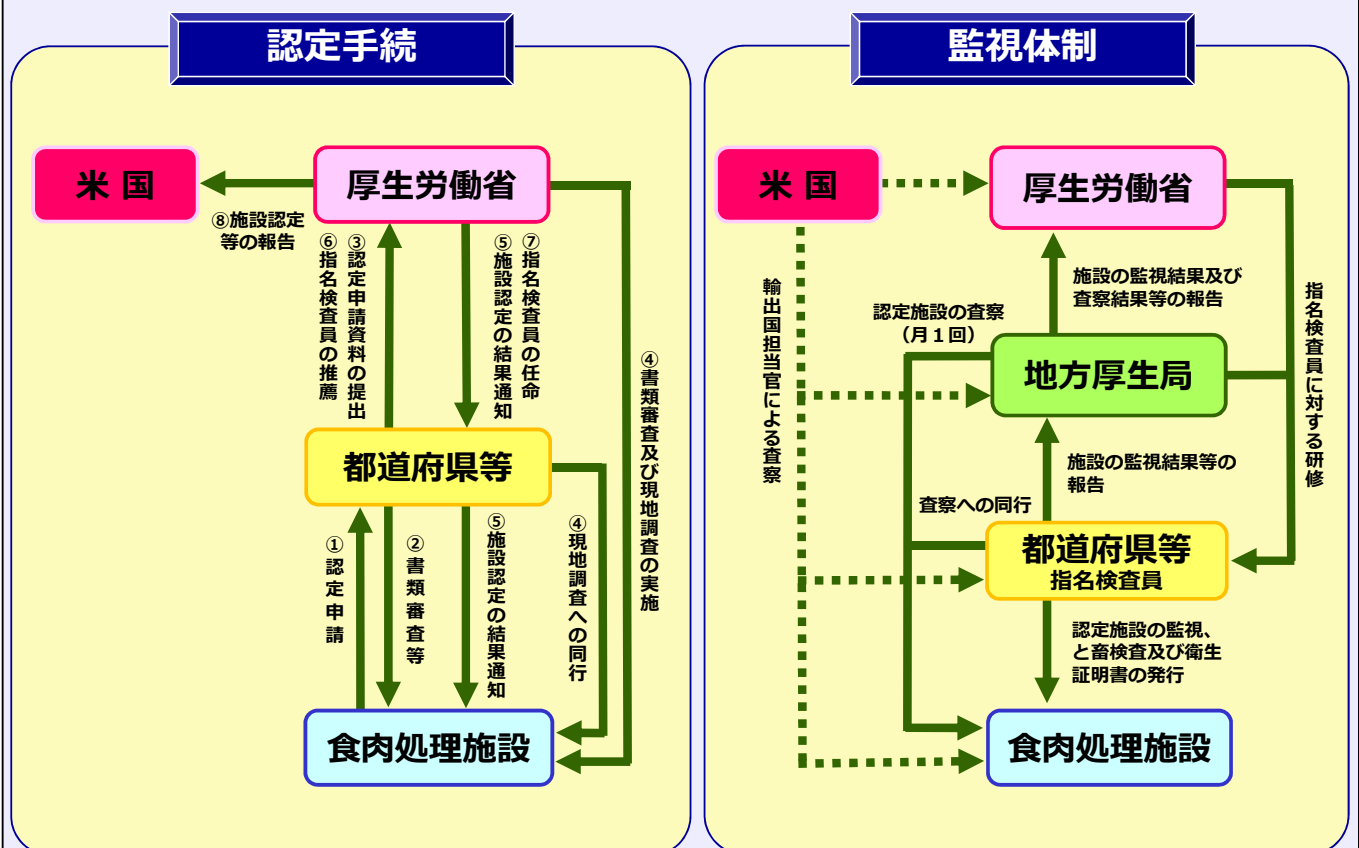 認定手続
米 国
厚生労働省
⑧施設認定
等の報告
⑥指名検査員の推薦
③認定申請資料の提出
⑤施設認定の結果通知
⑦指名検査員の任命
④書類審査及び現地調査の実施
都道府県等
①認定申請
②書類審査等
⑤施設認定の結果通知
④現地調査への同行
食肉処理施設
監視体制
米 国
厚生労働省
輸出国担当官による査察
施設の監視結果及び
査察結果等の報告
認定施設の査察
（月１回）
指名検査員に対する研修
地方厚生局
施設の監視結果等の
報告
査察への同行
都道府県等
指名検査員
認定施設の監視、
と畜検査及び衛生
証明書の発行
食肉処理施設